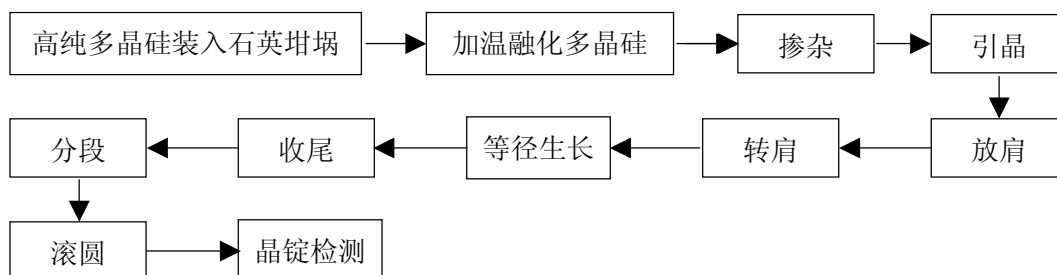 高纯多晶硅装入石英坩埚
加温融化多晶硅
掺杂
引晶
放肩
转肩
等径生长
收尾
分段
滚圆
晶锭检测